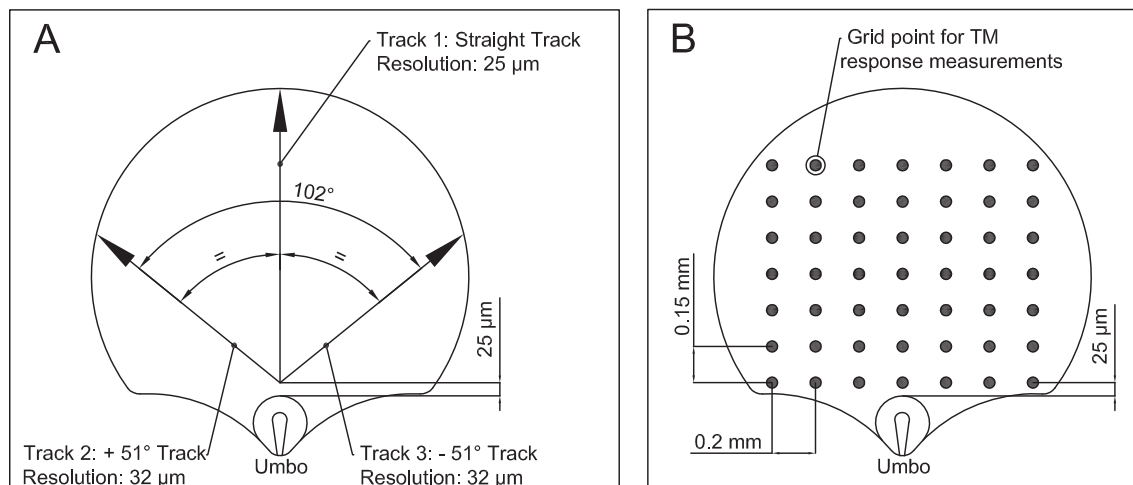 A
Track 1: Straight Track
Resolution: 25 µm
102°
=
=
25 µm
Track 2: + 51° Track
Resolution: 32 µm
Umbo
Track 3: - 51° Track
Resolution: 32 µm
B
Grid point for TM
response measurements
0.15 mm
25 µm
0.2 mm
Umbo